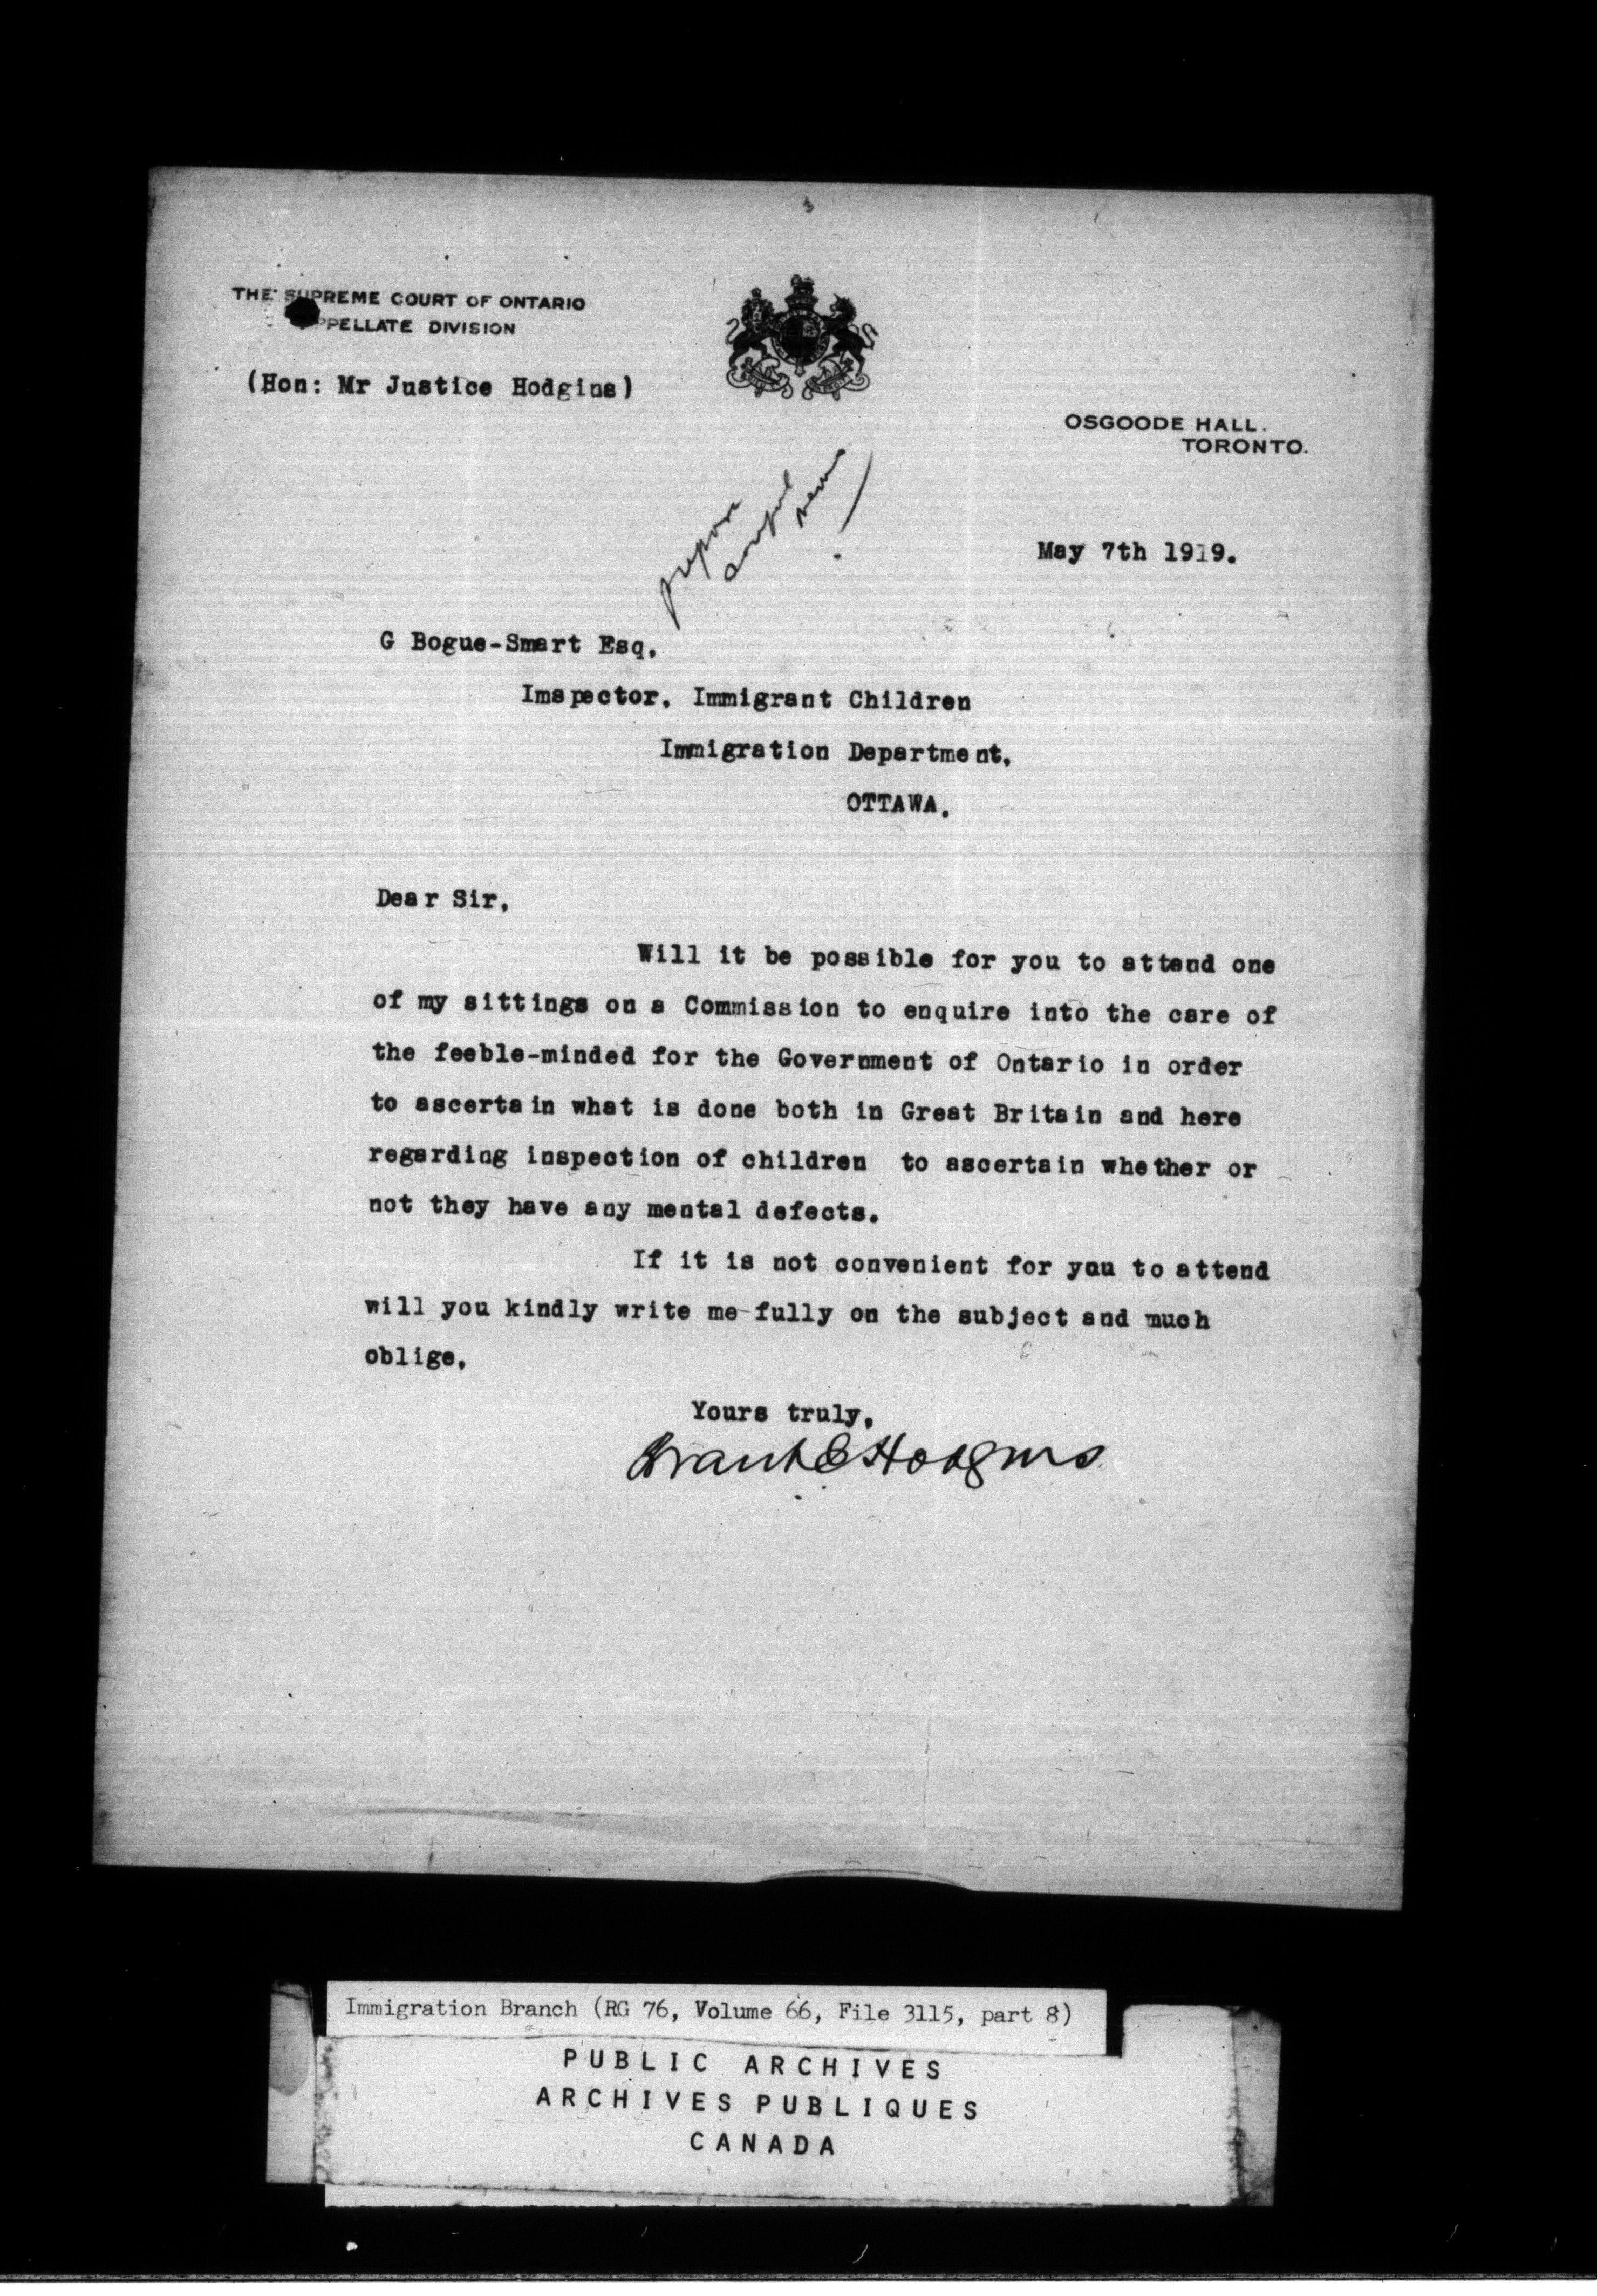 THE SUPREME COURT OF ONTARIO
APPELLATE DIVISION
(Hon: Mr Justice Hodgins)
OSGOODE HALL.
TORONTO.
prepare
careful
memo
May 7th 1919.
G Bogue-Smart Esq.
Imspector, Immigrant Children
Immigration Department,
OTTAWA.
Dear Sir,
Will it be possible for you to attend one
of my sittings on a Commission to enquire into the care of
the feeble-minded for the Government of Ontario in order
to ascertain what is done both in Great Britain and here
regarding inspection of children to ascertain whether or
not they have any mental defects.
If it is not convenient for you to attend
will you kindly write me fully on the subject and much
oblige,
Yours truly,
Frank E Hodgins
Immigration Branch (RG 76, Volume 66, File 3115, part 8)
PUBLIC ARCHIVES
ARCHIVES PUBLIQUES
CANADA